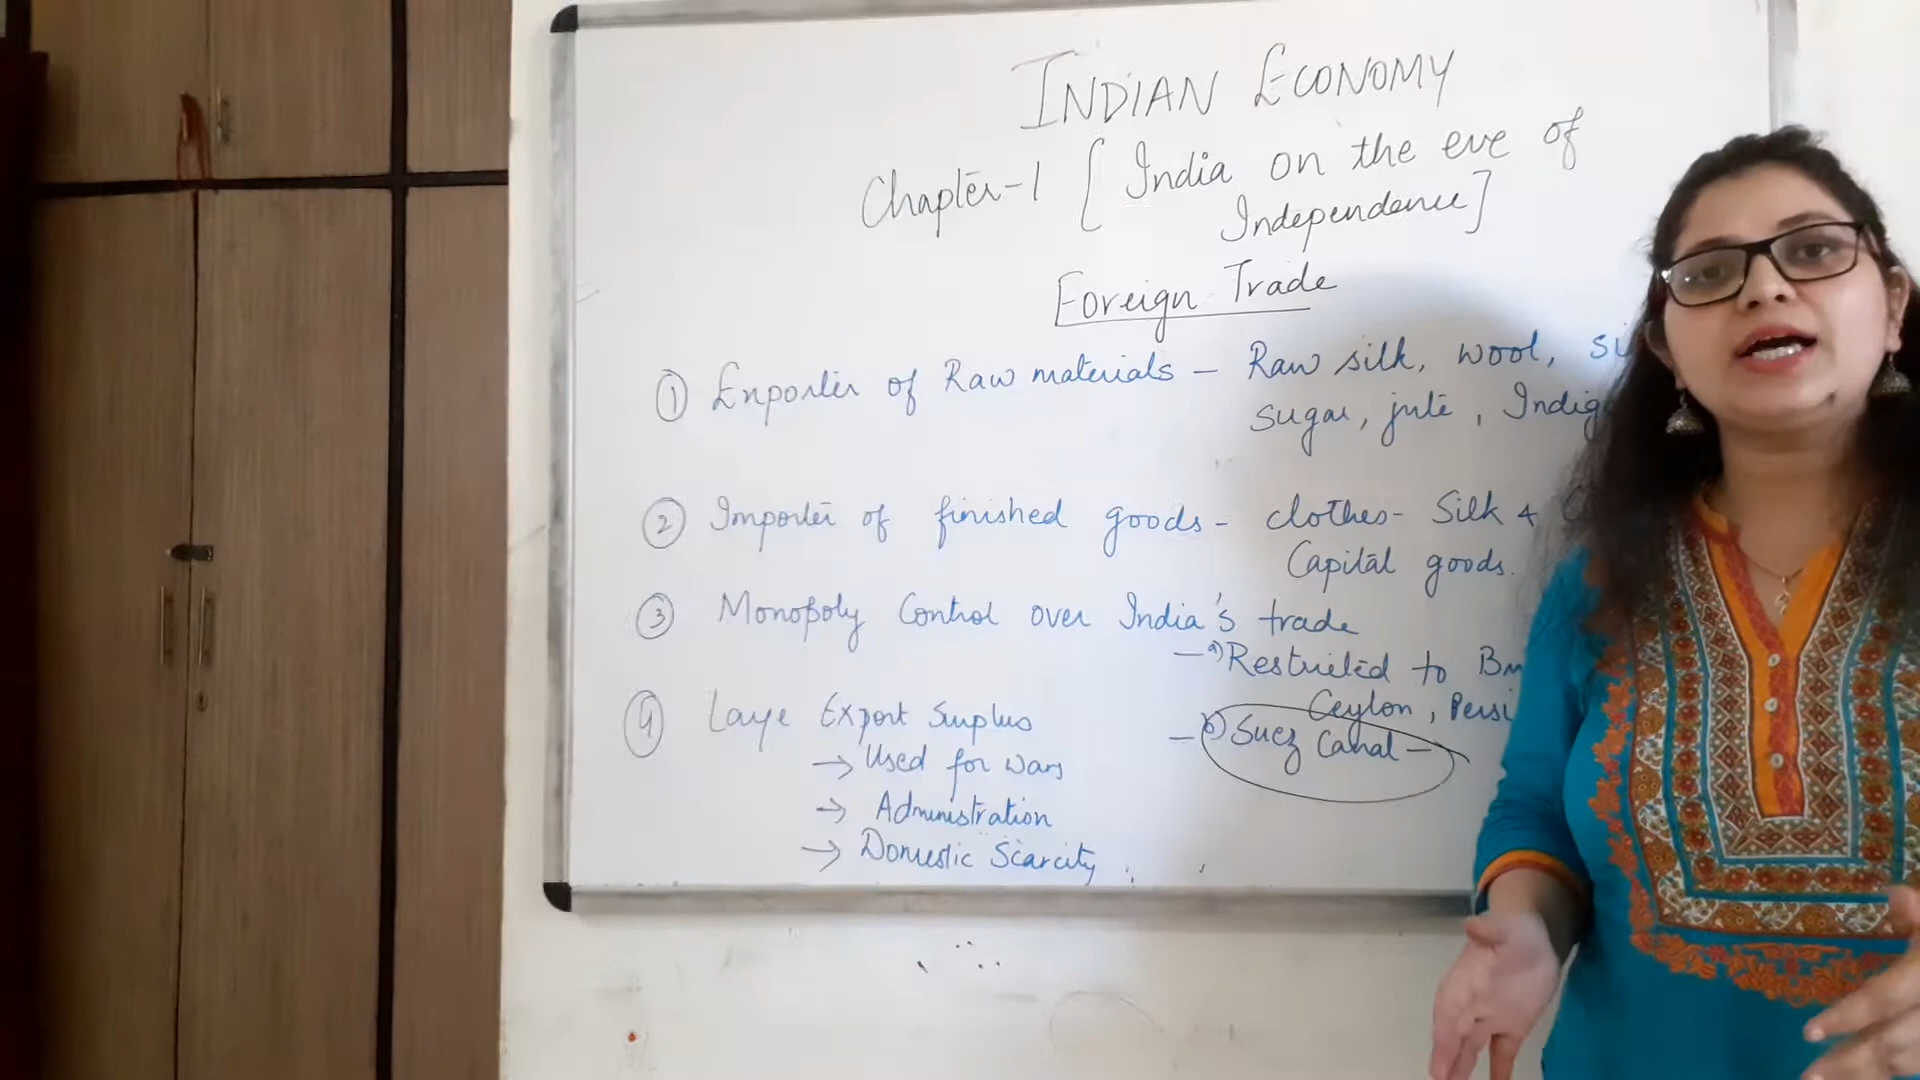 INDIAN ECONOMY
Chapter-1 [India on the eve of
Independence]
Foreign Trade
① Exporter of Raw materials – Raw silk, wool,
sugar, jute,
② Importer of finished goods – clothes – Silk &
Capital goods.
③ Monopoly Control over India's trade
– a) Restricted to
Ceylon,
④ Large Export Surplus
– b) Suez Canal –
→ Used for wars
→ Administration
→ Domestic Scarcity